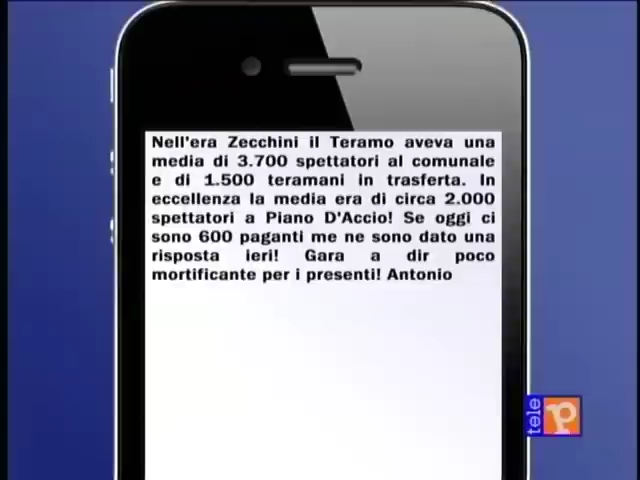 Nell'era Zecchini il Teramo aveva una
media di 3.700 spettatori al comunale
e di 1.500 teramani in trasferta. In
eccellenza la media era di circa 2.000
spettatori a Piano D'Accio! Se oggi ci
sono 600 paganti me ne sono dato una
risposta ieri! Gara a dir poco
mortificante per i presenti! Antonio
tele p